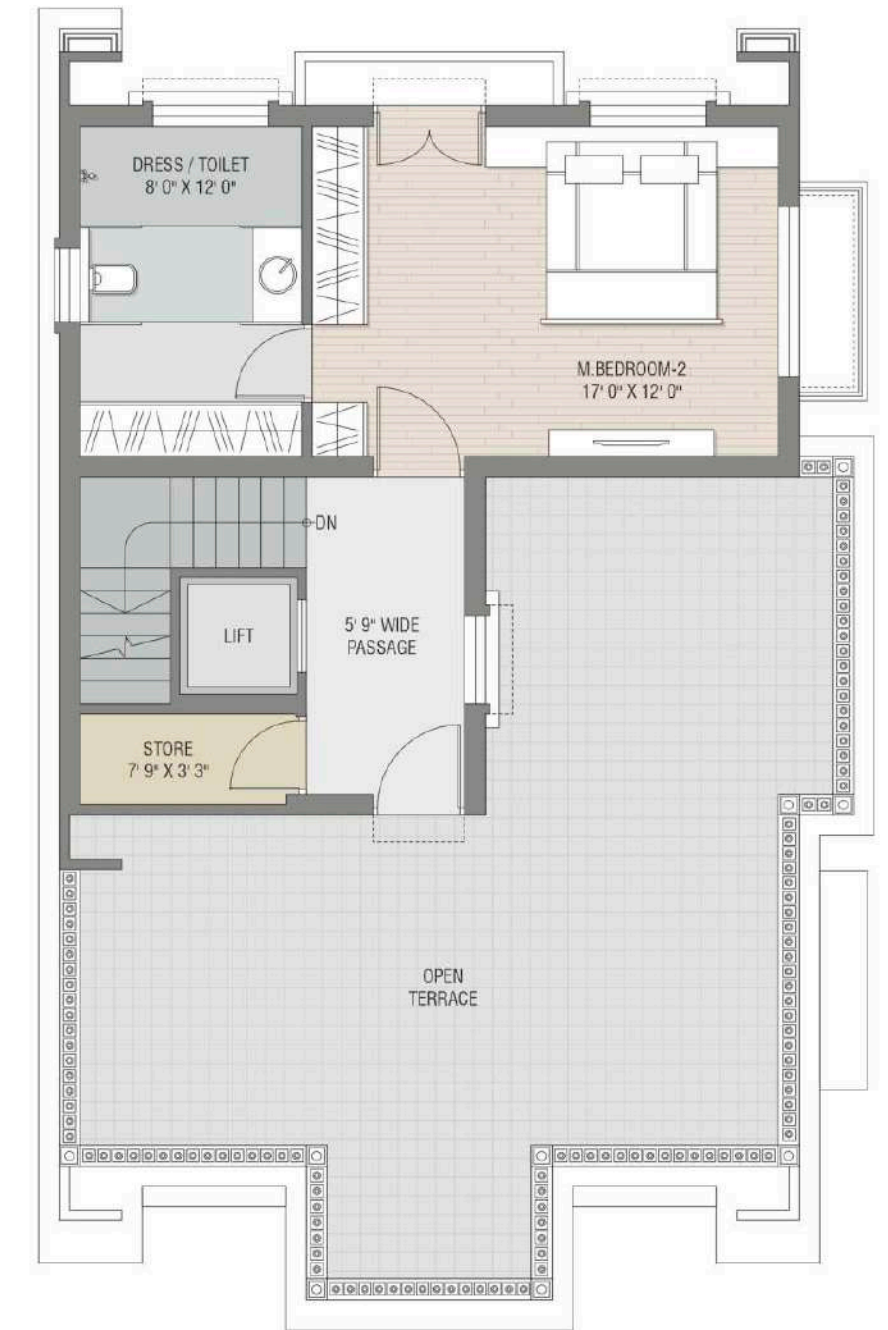 DRESS / TOILET
8' 0" X 12' 0"
M.BEDROOM-2
17' 0" X 12' 0"
DN
LIFT
5' 9" WIDE
PASSAGE
STORE
7' 9" X 3' 3"
OPEN
TERRACE